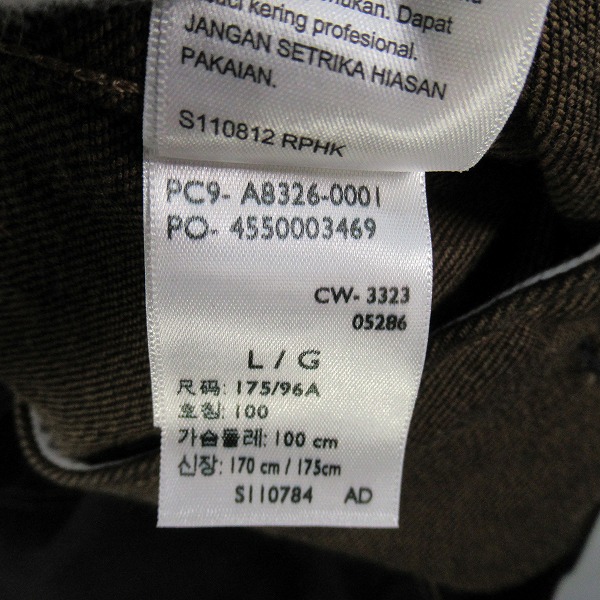 Dapat
kering profesional.
JANGAN SETRIKA HIASAN
PAKAIAN.
S110812 RPHK
PC9- A8326-0001
PO- 4550003469
CW- 3323
05286
L / G
尺码: 175/96A
호칭: 100
가슴둘레: 100 cm
신장: 170 cm / 175cm
S110784 AD